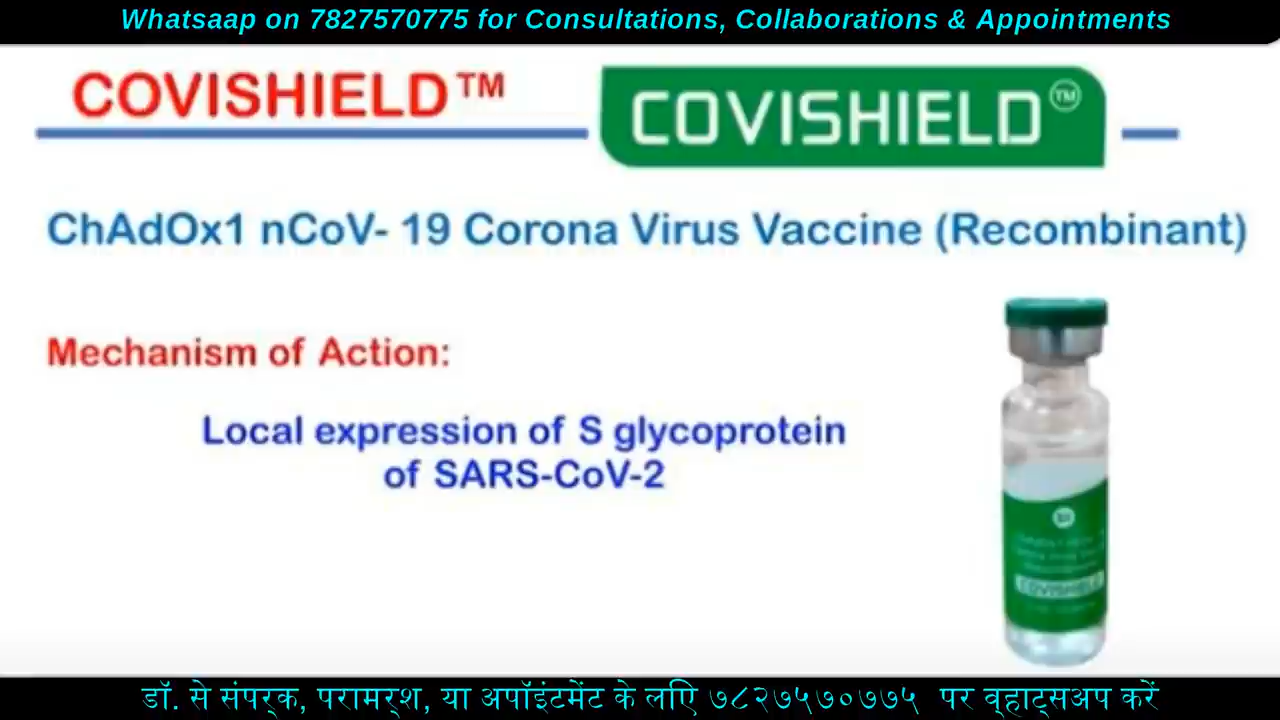 Whatsaap on 7827570775 for Consultations, Collaborations & Appointments
COVISHIELD™
COVISHIELD™
ChAdOx1 nCoV- 19 Corona Virus Vaccine (Recombinant)
Mechanism of Action:
Local expression of S glycoprotein
of SARS-CoV-2
COVISHIELD
डॉ. से संपर्क, परामर्श, या अपॉइंटमेंट के लिए ७८२७५७०७७५ पर व्हाट्सअप करें